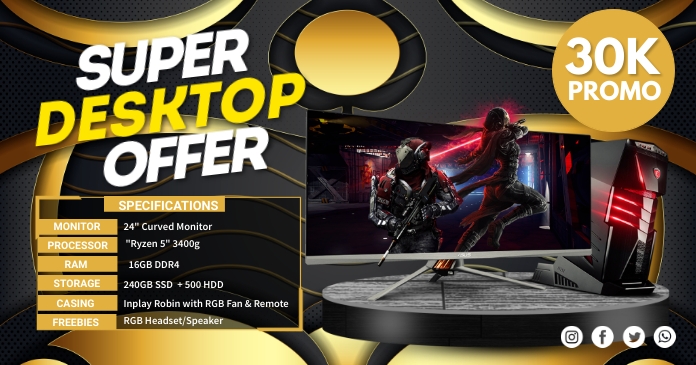 SUPER
DESKTOP
OFFER
30K
PROMO
SPECIFICATIONS
MONITOR 24" Curved Monitor
PROCESSOR "Ryzen 5" 3400g
RAM 16GB DDR4
STORAGE 240GB SSD + 500 HDD
CASING Inplay Robin with RGB Fan & Remote
FREEBIES RGB Headset/Speaker